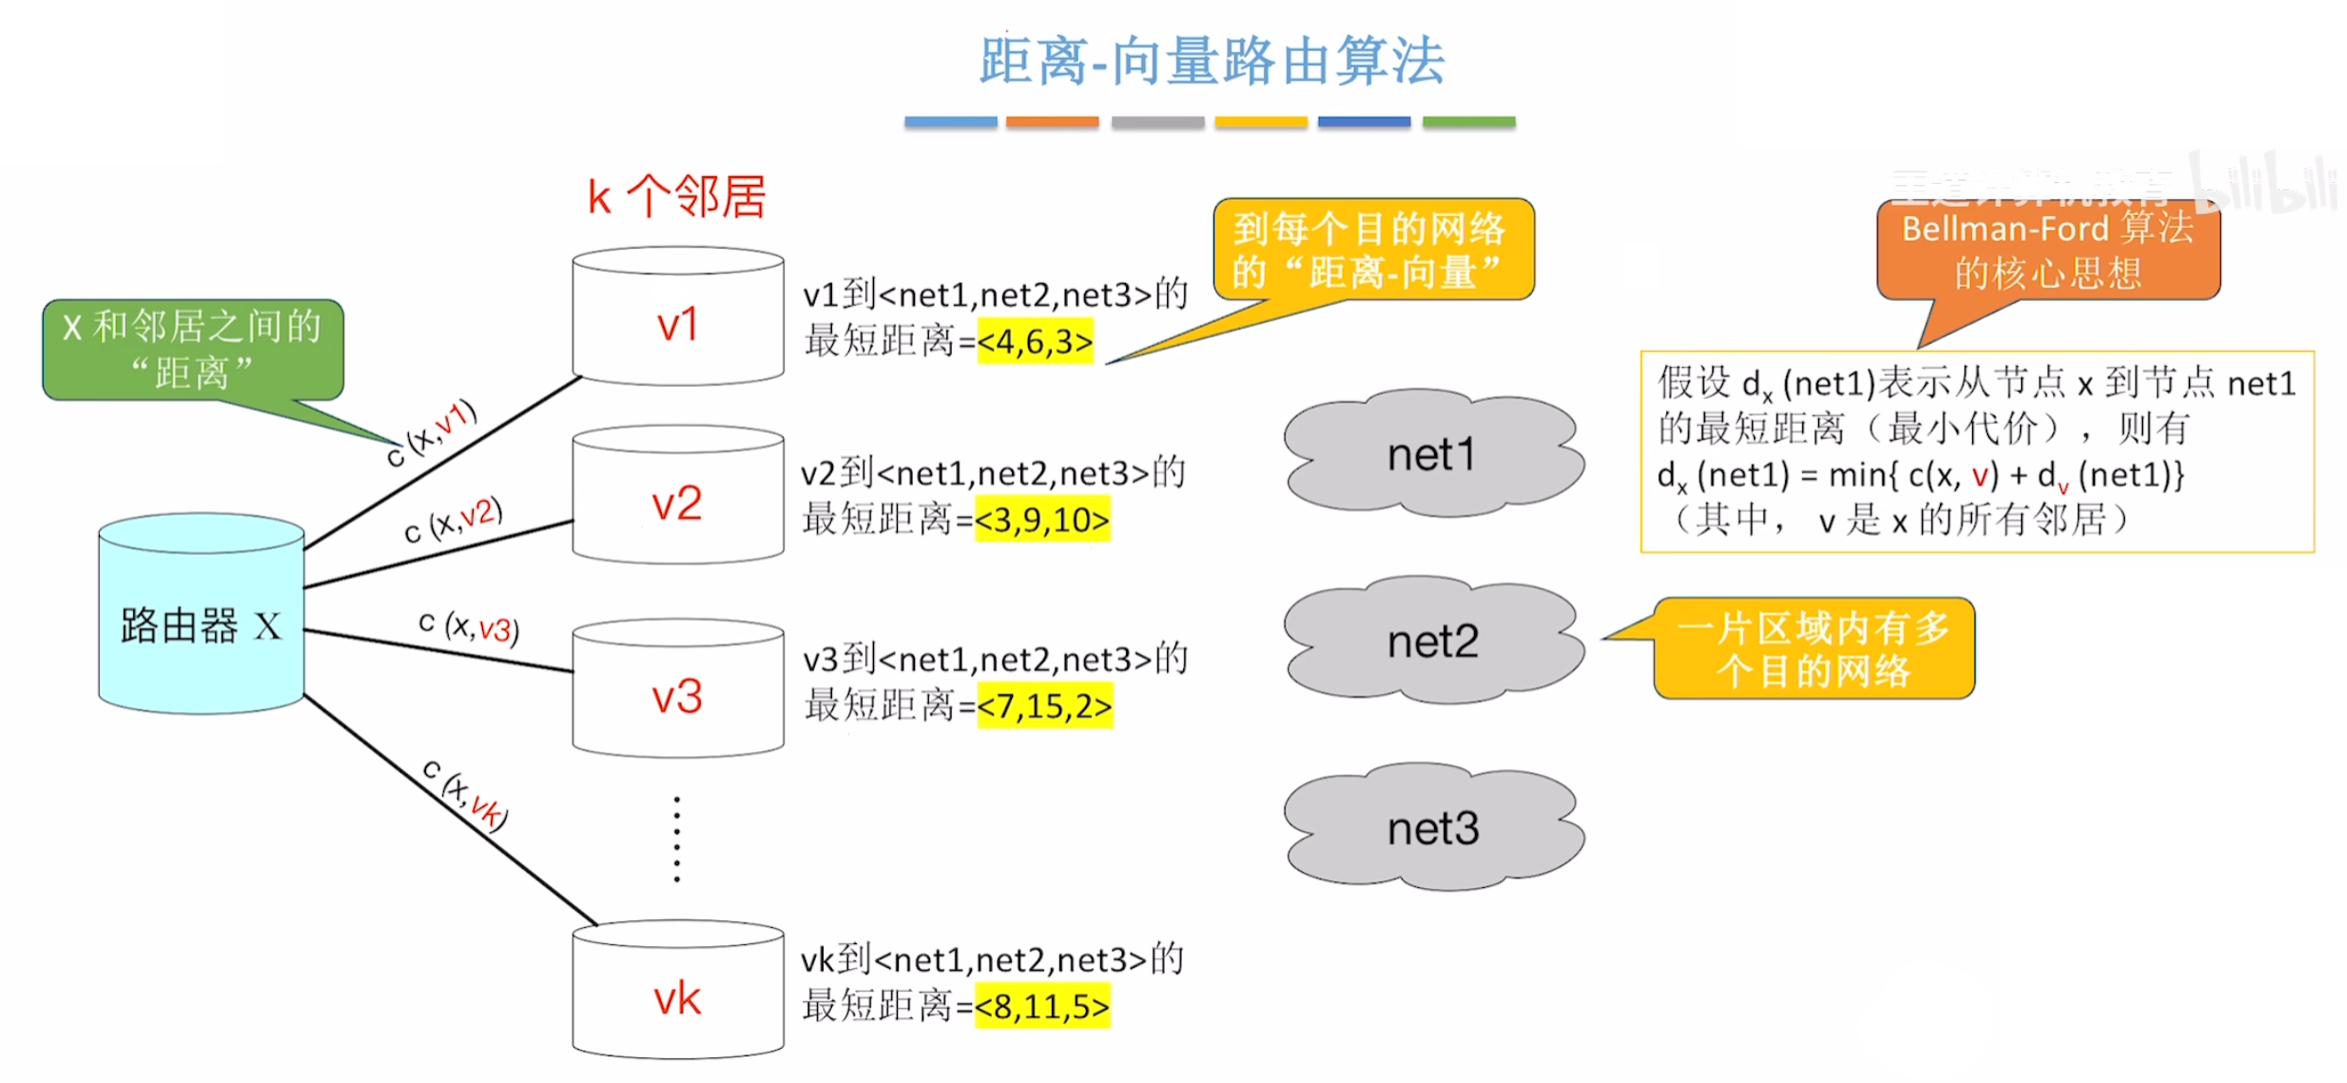 距离-向量路由算法
k 个邻居
王道计算机教育 bilibili
到每个目的网络
的“距离-向量”
Bellman-Ford 算法
的核心思想
X 和邻居之间的
“距离”
v1
v1到<net1,net2,net3>的
最短距离=<4,6,3>
c (x,v1)
假设 dₓ (net1)表示从节点 x 到节点 net1
的最短距离（最小代价），则有
dₓ (net1) = min{ c(x, v) + dᵥ (net1)}
（其中， v 是 x 的所有邻居）
net1
v2
v2到<net1,net2,net3>的
最短距离=<3,9,10>
c (x,v2)
路由器 X
c (x,v3)
v3
v3到<net1,net2,net3>的
最短距离=<7,15,2>
net2
一片区域内有多
个目的网络
c (x,vk)
net3
vk
vk到<net1,net2,net3>的
最短距离=<8,11,5>